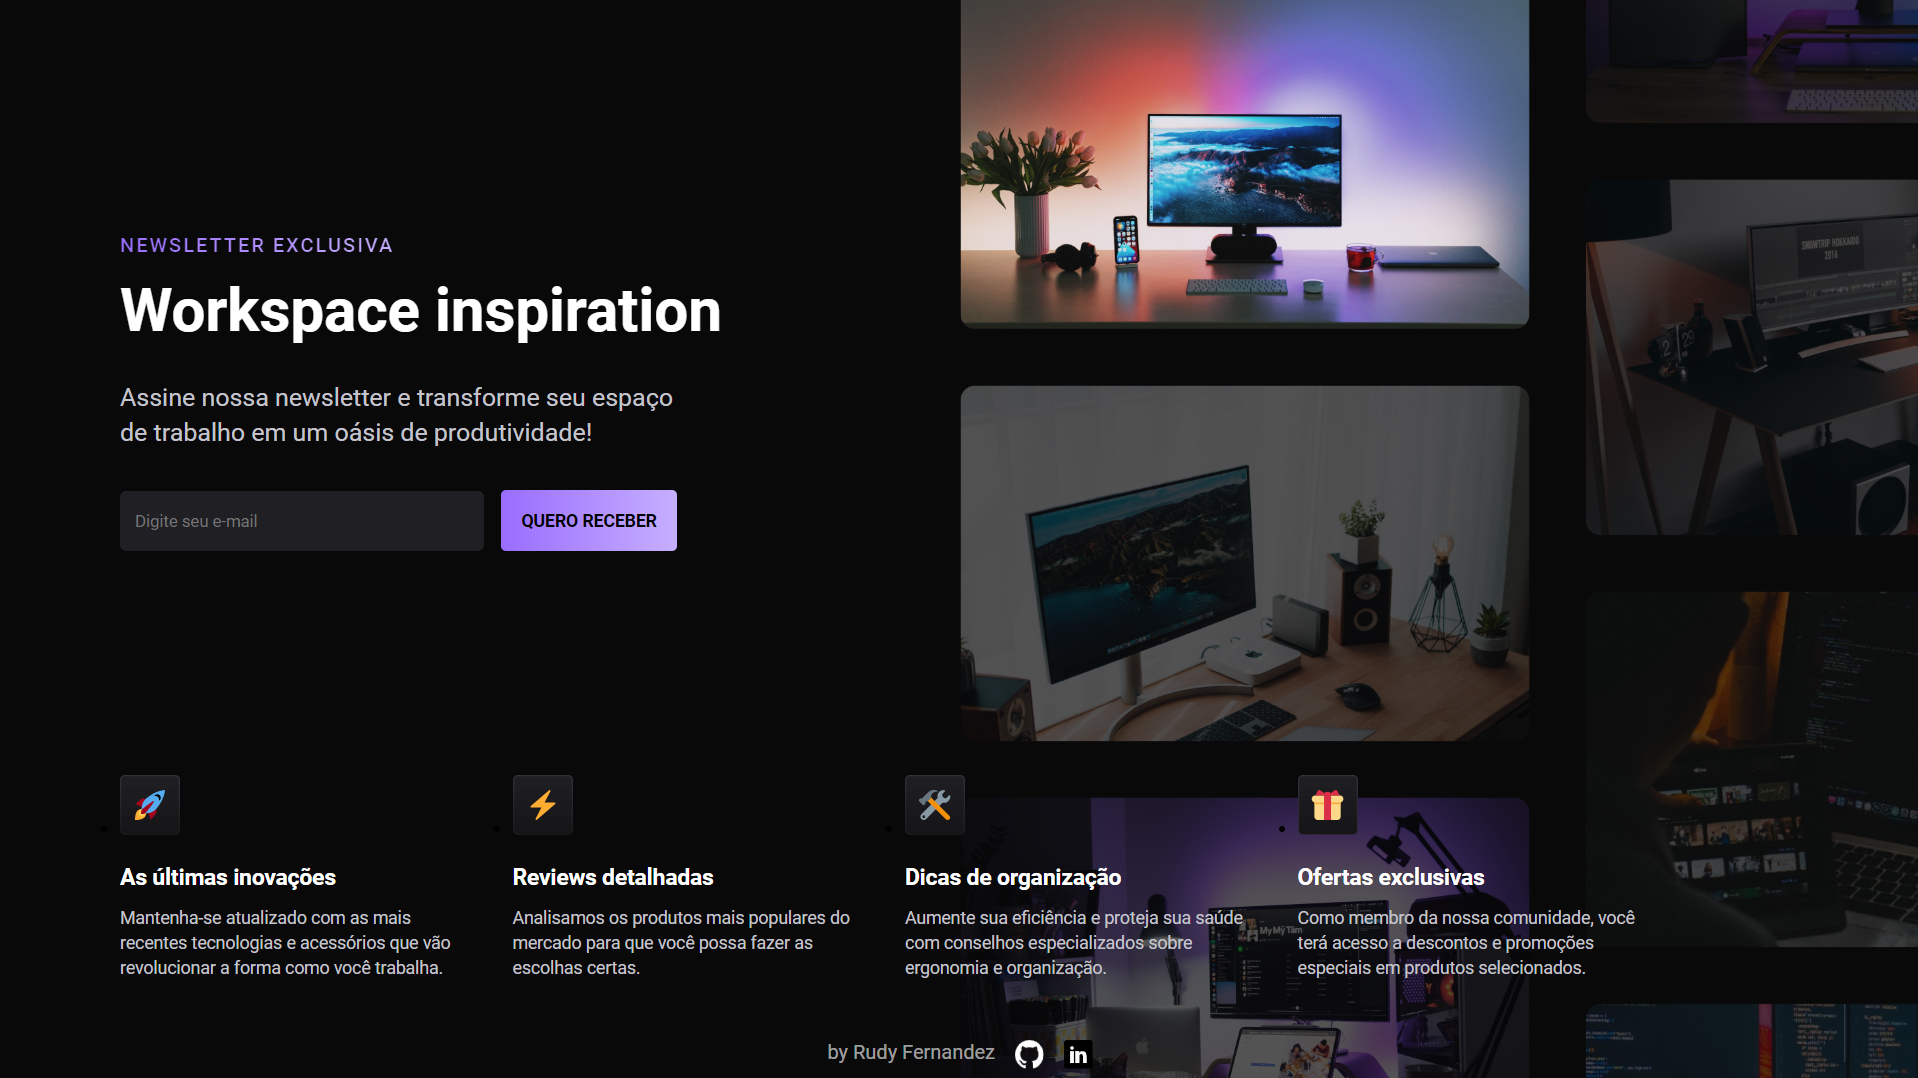 NEWSLETTER EXCLUSIVA
Workspace inspiration
Assine nossa newsletter e transforme seu espaço
de trabalho em um oásis de produtividade!
Digite seu e-mail
QUERO RECEBER
SNOWTRIP HOKKAIDO
2016
As últimas inovações
Mantenha-se atualizado com as mais
recentes tecnologias e acessórios que vão
revolucionar a forma como você trabalha.
Reviews detalhadas
Analisamos os produtos mais populares do
mercado para que você possa fazer as
escolhas certas.
Dicas de organização
Aumente sua eficiência e proteja sua saúde
com conselhos especializados sobre
ergonomia e organização.
Ofertas exclusivas
Como membro da nossa comunidade, você
terá acesso a descontos e promoções
especiais em produtos selecionados.
by Rudy Fernandez
in